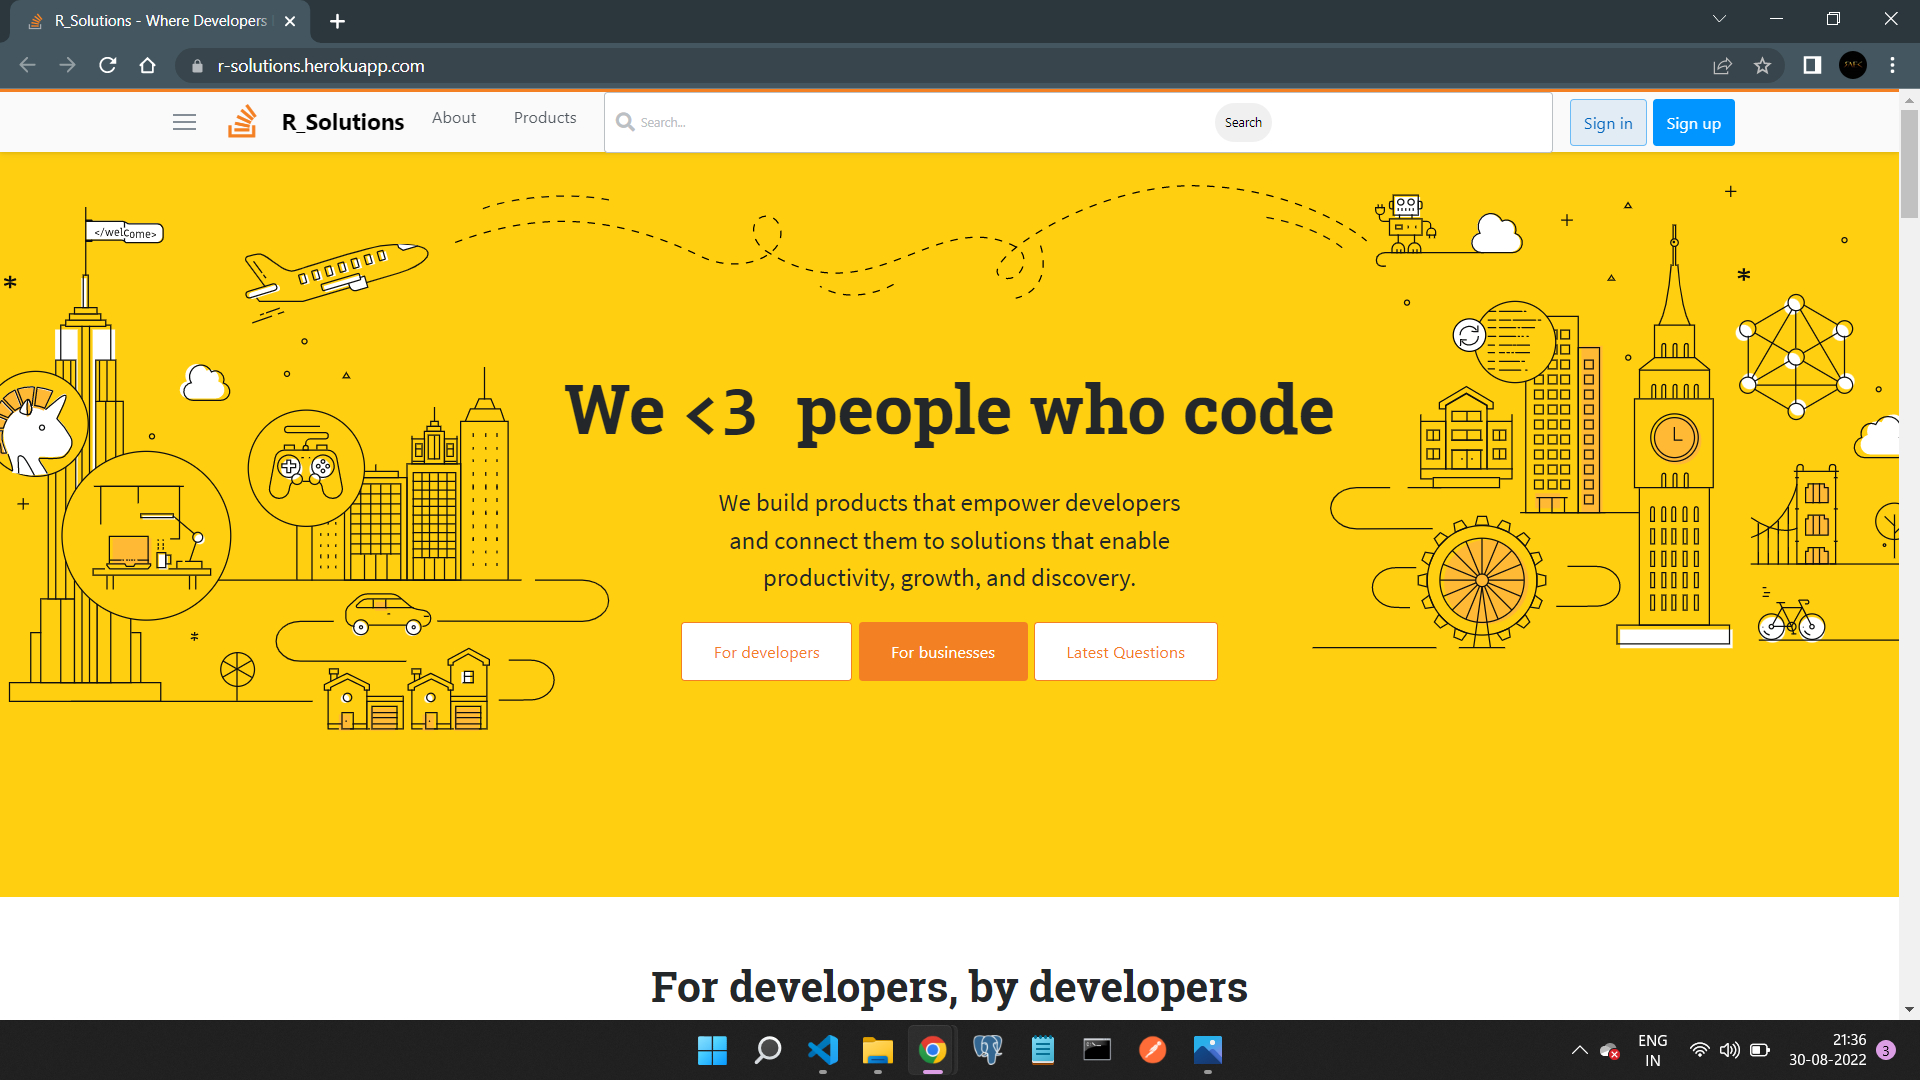 R_Solutions - Where Developers
r-solutions.herokuapp.com
R_Solutions
About
Products
Search...
Search
Sign in
Sign up
</welcome>
We <3 people who code
We build products that empower developers
and connect them to solutions that enable
productivity, growth, and discovery.
For developers
For businesses
Latest Questions
For developers, by developers
ENG
IN
21:36
30-08-2022
3